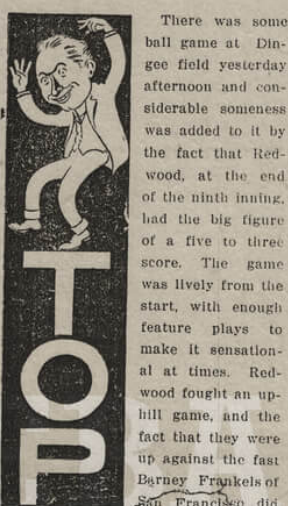 TOP
There was some
ball game at Din-
gee field yesterday
afternoon and con-
siderable someness
was added to it by
the fact that Red-
wood, at the end
of the ninth inning,
had the big figure
of a five to three
score. The game
was lively from the
start, with enough
feature plays to
make it sensation-
al at times. Red-
wood fought an up-
hill game, and the
fact that they were
up against the fast
Barney Frankels of
San Francisco did